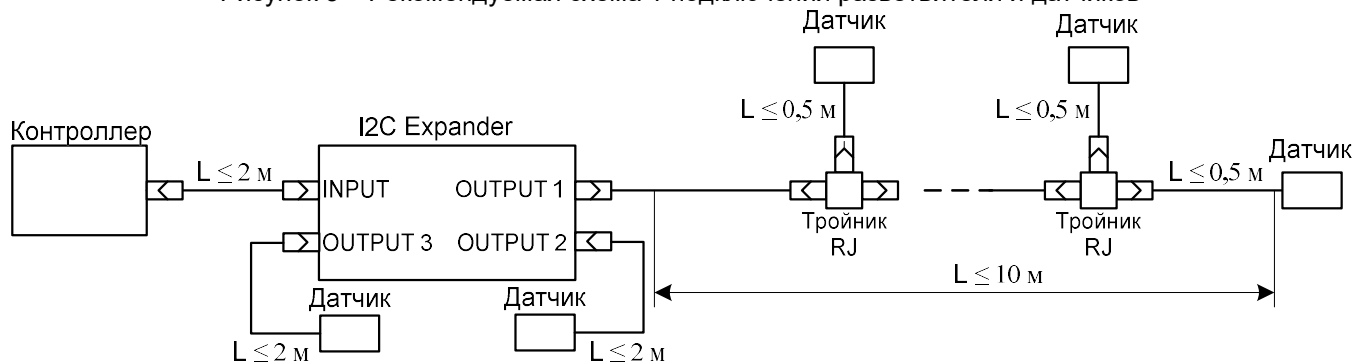 Датчик
Датчик
L ≤ 0,5 м
L ≤ 0,5 м
Контроллер
I2C Expander
Датчик
L ≤ 2 м
INPUT
OUTPUT 1
L ≤ 0,5 м
Тройник
RJ
Тройник
RJ
OUTPUT 3
OUTPUT 2
L ≤ 10 м
Датчик
Датчик
L ≤ 2 м
L ≤ 2 м